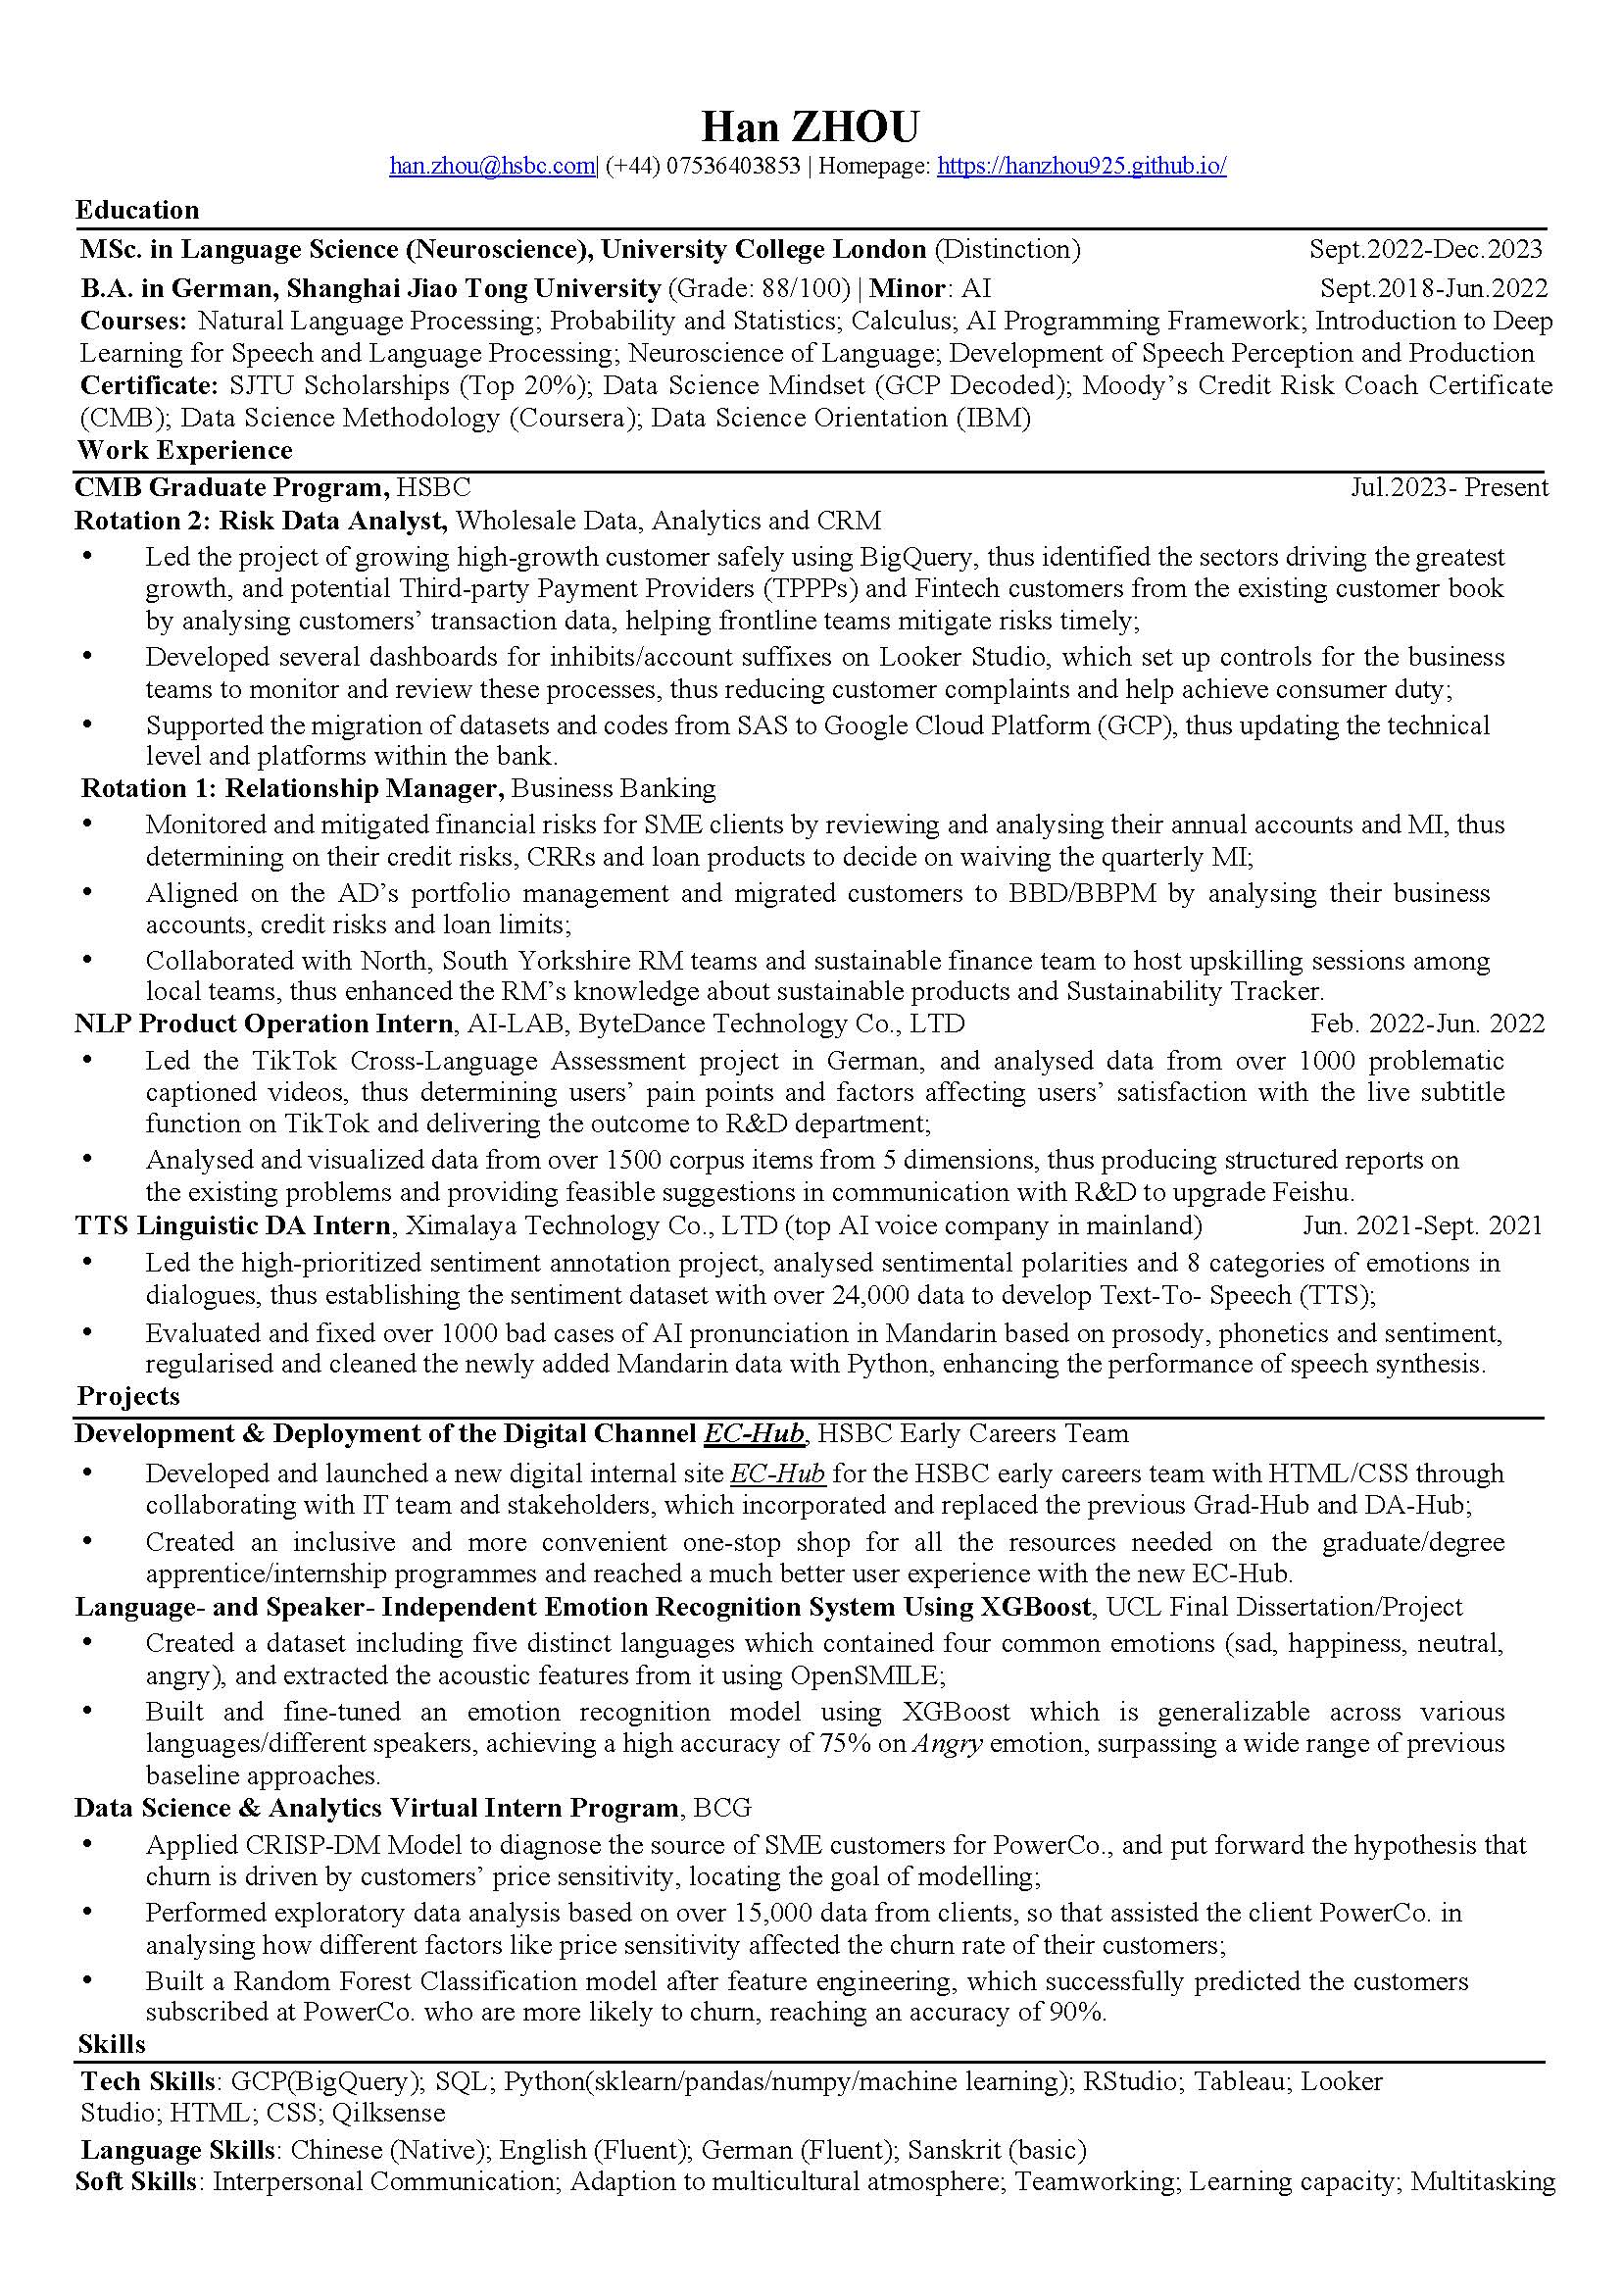 Han ZHOU
han.zhou@hsbc.com| (+44) 07536403853 | Homepage: https://hanzhou925.github.io/
Education
MSc. in Language Science (Neuroscience), University College London (Distinction) Sept.2022-Dec.2023
B.A. in German, Shanghai Jiao Tong University (Grade: 88/100) | Minor: AI Sept.2018-Jun.2022
Courses: Natural Language Processing; Probability and Statistics; Calculus; AI Programming Framework; Introduction to Deep
Learning for Speech and Language Processing; Neuroscience of Language; Development of Speech Perception and Production
Certificate: SJTU Scholarships (Top 20%); Data Science Mindset (GCP Decoded); Moody's Credit Risk Coach Certificate
(CMB); Data Science Methodology (Coursera); Data Science Orientation (IBM)
Work Experience
CMB Graduate Program, HSBC Jul.2023- Present
Rotation 2: Risk Data Analyst, Wholesale Data, Analytics and CRM
• Led the project of growing high-growth customer safely using BigQuery, thus identified the sectors driving the greatest
growth, and potential Third-party Payment Providers (TPPPs) and Fintech customers from the existing customer book
by analysing customers' transaction data, helping frontline teams mitigate risks timely;
• Developed several dashboards for inhibits/account suffixes on Looker Studio, which set up controls for the business
teams to monitor and review these processes, thus reducing customer complaints and help achieve consumer duty;
• Supported the migration of datasets and codes from SAS to Google Cloud Platform (GCP), thus updating the technical
level and platforms within the bank.
Rotation 1: Relationship Manager, Business Banking
• Monitored and mitigated financial risks for SME clients by reviewing and analysing their annual accounts and MI, thus
determining on their credit risks, CRRs and loan products to decide on waiving the quarterly MI;
• Aligned on the AD's portfolio management and migrated customers to BBD/BBPM by analysing their business
accounts, credit risks and loan limits;
• Collaborated with North, South Yorkshire RM teams and sustainable finance team to host upskilling sessions among
local teams, thus enhanced the RM's knowledge about sustainable products and Sustainability Tracker.
NLP Product Operation Intern, AI-LAB, ByteDance Technology Co., LTD Feb. 2022-Jun. 2022
• Led the TikTok Cross-Language Assessment project in German, and analysed data from over 1000 problematic
captioned videos, thus determining users' pain points and factors affecting users' satisfaction with the live subtitle
function on TikTok and delivering the outcome to R&D department;
• Analysed and visualized data from over 1500 corpus items from 5 dimensions, thus producing structured reports on
the existing problems and providing feasible suggestions in communication with R&D to upgrade Feishu.
TTS Linguistic DA Intern, Ximalaya Technology Co., LTD (top AI voice company in mainland) Jun. 2021-Sept. 2021
• Led the high-prioritized sentiment annotation project, analysed sentimental polarities and 8 categories of emotions in
dialogues, thus establishing the sentiment dataset with over 24,000 data to develop Text-To- Speech (TTS);
• Evaluated and fixed over 1000 bad cases of AI pronunciation in Mandarin based on prosody, phonetics and sentiment,
regularised and cleaned the newly added Mandarin data with Python, enhancing the performance of speech synthesis.
Projects
Development & Deployment of the Digital Channel EC-Hub, HSBC Early Careers Team
• Developed and launched a new digital internal site EC-Hub for the HSBC early careers team with HTML/CSS through
collaborating with IT team and stakeholders, which incorporated and replaced the previous Grad-Hub and DA-Hub;
• Created an inclusive and more convenient one-stop shop for all the resources needed on the graduate/degree
apprentice/internship programmes and reached a much better user experience with the new EC-Hub.
Language- and Speaker- Independent Emotion Recognition System Using XGBoost, UCL Final Dissertation/Project
• Created a dataset including five distinct languages which contained four common emotions (sad, happiness, neutral,
angry), and extracted the acoustic features from it using OpenSMILE;
• Built and fine-tuned an emotion recognition model using XGBoost which is generalizable across various
languages/different speakers, achieving a high accuracy of 75% on Angry emotion, surpassing a wide range of previous
baseline approaches.
Data Science & Analytics Virtual Intern Program, BCG
• Applied CRISP-DM Model to diagnose the source of SME customers for PowerCo., and put forward the hypothesis that
churn is driven by customers' price sensitivity, locating the goal of modelling;
• Performed exploratory data analysis based on over 15,000 data from clients, so that assisted the client PowerCo. in
analysing how different factors like price sensitivity affected the churn rate of their customers;
• Built a Random Forest Classification model after feature engineering, which successfully predicted the customers
subscribed at PowerCo. who are more likely to churn, reaching an accuracy of 90%.
Skills
Tech Skills: GCP(BigQuery); SQL; Python(sklearn/pandas/numpy/machine learning); RStudio; Tableau; Looker
Studio; HTML; CSS; Qilksense
Language Skills: Chinese (Native); English (Fluent); German (Fluent); Sanskrit (basic)
Soft Skills: Interpersonal Communication; Adaption to multicultural atmosphere; Teamworking; Learning capacity; Multitasking